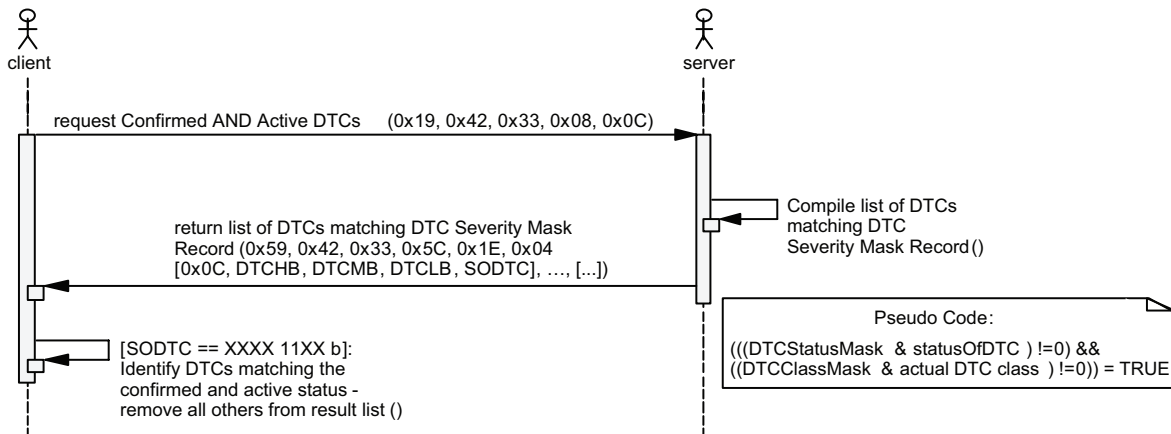 client
server
request Confirmed AND Active DTCs (0x19, 0x42, 0x33, 0x08, 0x0C)
Compile list of DTCs
matching DTC
Severity Mask Record()
return list of DTCs matching DTC Severity Mask
Record (0x59, 0x42, 0x33, 0x5C, 0x1E, 0x04
[0x0C, DTCHB, DTCMB, DTCLB, SODTC], …, [...])
Pseudo Code:
(((DTCStatusMask & statusOfDTC ) !=0) &&
((DTCClassMask & actual DTC class ) !=0)) = TRUE
[SODTC == XXXX 11XX b]:
Identify DTCs matching the
confirmed and active status -
remove all others from result list ()